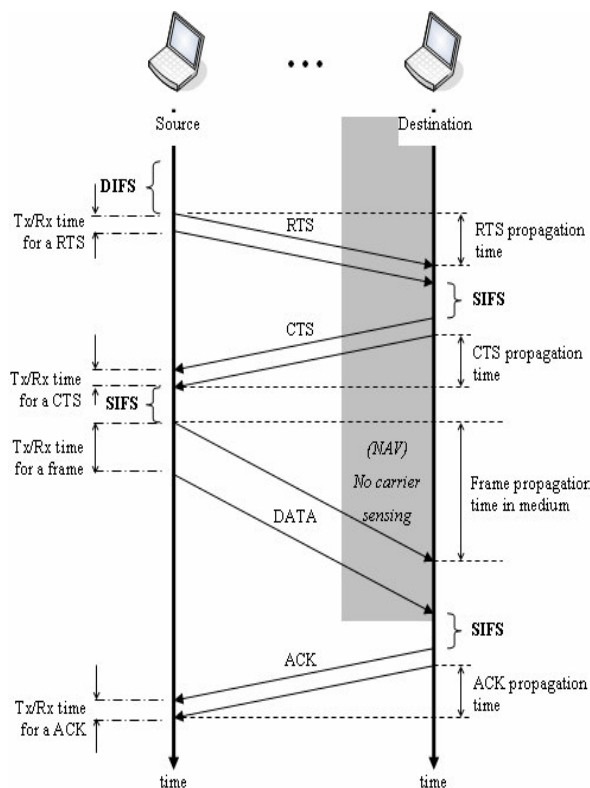 Source
Destination
DIFS
Tx/Rx time
for a RTS
RTS
RTS propagation
time
SIFS
CTS
CTS propagation
time
Tx/Rx time
for a CTS
SIFS
Tx/Rx time
for a frame
(NAV)
No carrier
sensing
DATA
Frame propagation
time in medium
SIFS
ACK
ACK propagation
time
Tx/Rx time
for a ACK
time
time